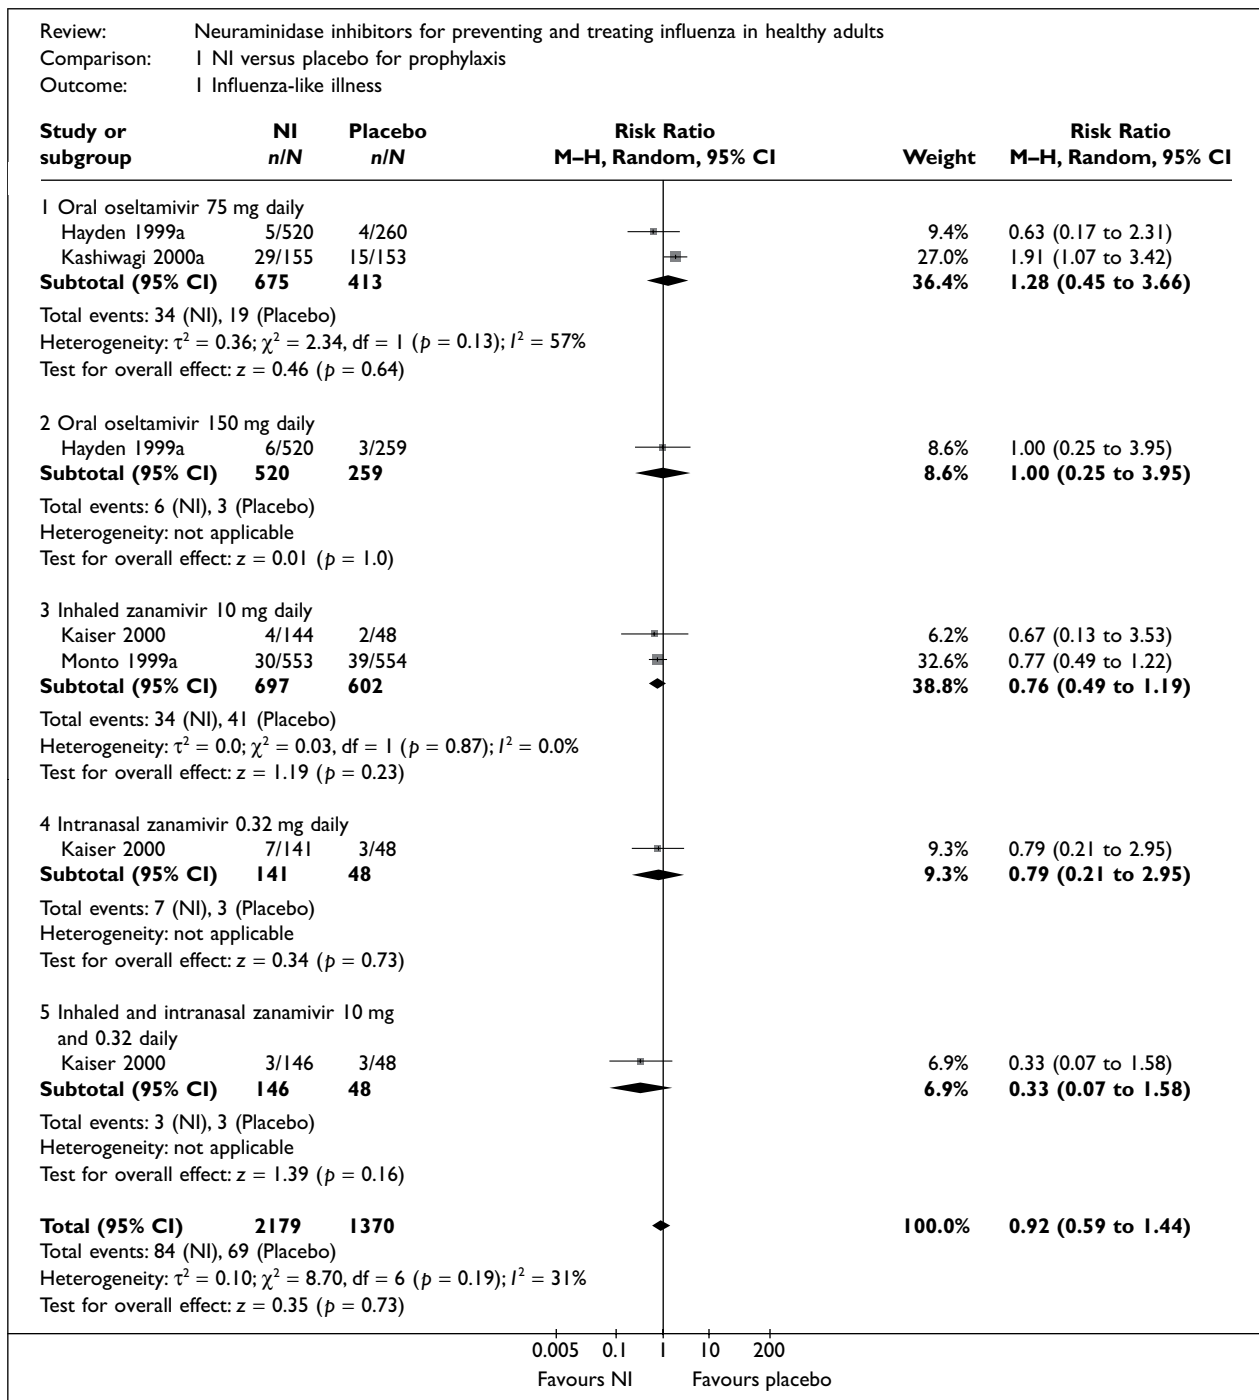 Review: Neuraminidase inhibitors for preventing and treating influenza in healthy adults
Comparison: 1 NI versus placebo for prophylaxis
Outcome: 1 Influenza-like illness
Study or NI Placebo Risk Ratio Risk Ratio
subgroup n/N n/N M–H, Random, 95% CI Weight M–H, Random, 95% CI
1 Oral oseltamivir 75 mg daily
Hayden 1999a 5/520 4/260 9.4% 0.63 (0.17 to 2.31)
Kashiwagi 2000a 29/155 15/153 27.0% 1.91 (1.07 to 3.42)
Subtotal (95% CI) 675 413 36.4% 1.28 (0.45 to 3.66)
Total events: 34 (NI), 19 (Placebo)
Heterogeneity: τ² = 0.36; χ² = 2.34, df = 1 (p = 0.13); I² = 57%
Test for overall effect: z = 0.46 (p = 0.64)
2 Oral oseltamivir 150 mg daily
Hayden 1999a 6/520 3/259 8.6% 1.00 (0.25 to 3.95)
Subtotal (95% CI) 520 259 8.6% 1.00 (0.25 to 3.95)
Total events: 6 (NI), 3 (Placebo)
Heterogeneity: not applicable
Test for overall effect: z = 0.01 (p = 1.0)
3 Inhaled zanamivir 10 mg daily
Kaiser 2000 4/144 2/48 6.2% 0.67 (0.13 to 3.53)
Monto 1999a 30/553 39/554 32.6% 0.77 (0.49 to 1.22)
Subtotal (95% CI) 697 602 38.8% 0.76 (0.49 to 1.19)
Total events: 34 (NI), 41 (Placebo)
Heterogeneity: τ² = 0.0; χ² = 0.03, df = 1 (p = 0.87); I² = 0.0%
Test for overall effect: z = 1.19 (p = 0.23)
4 Intranasal zanamivir 0.32 mg daily
Kaiser 2000 7/141 3/48 9.3% 0.79 (0.21 to 2.95)
Subtotal (95% CI) 141 48 9.3% 0.79 (0.21 to 2.95)
Total events: 7 (NI), 3 (Placebo)
Heterogeneity: not applicable
Test for overall effect: z = 0.34 (p = 0.73)
5 Inhaled and intranasal zanamivir 10 mg
and 0.32 daily
Kaiser 2000 3/146 3/48 6.9% 0.33 (0.07 to 1.58)
Subtotal (95% CI) 146 48 6.9% 0.33 (0.07 to 1.58)
Total events: 3 (NI), 3 (Placebo)
Heterogeneity: not applicable
Test for overall effect: z = 1.39 (p = 0.16)
Total (95% CI) 2179 1370 100.0% 0.92 (0.59 to 1.44)
Total events: 84 (NI), 69 (Placebo)
Heterogeneity: τ² = 0.10; χ² = 8.70, df = 6 (p = 0.19); I² = 31%
Test for overall effect: z = 0.35 (p = 0.73)
0.005 0.1 1 10 200
Favours NI Favours placebo